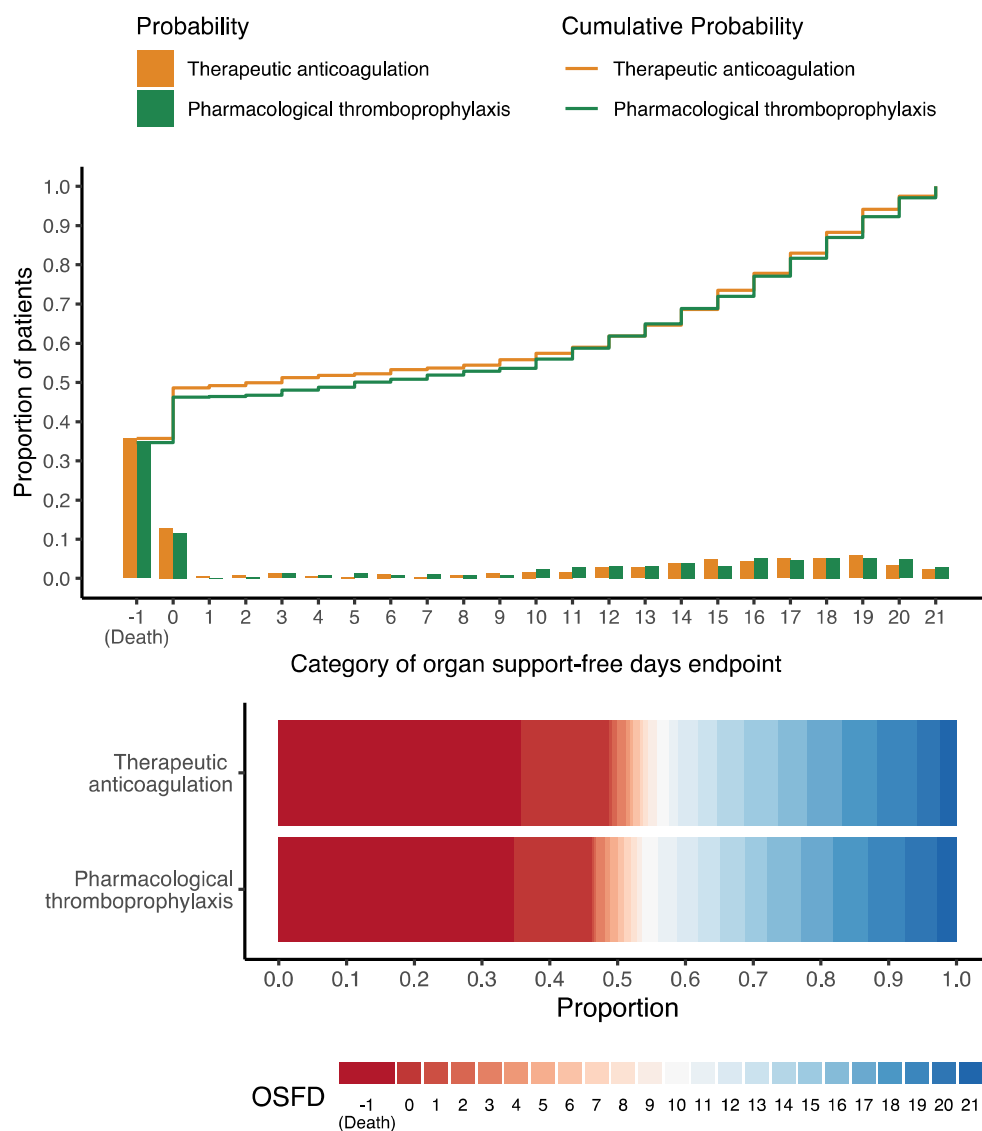 Probability
Therapeutic anticoagulation
Pharmacological thromboprophylaxis
Cumulative Probability
Therapeutic anticoagulation
Pharmacological thromboprophylaxis
Proportion of patients
1.0
0.9
0.8
0.7
0.6
0.5
0.4
0.3
0.2
0.1
0.0
-1 0 1 2 3 4 5 6 7 8 9 10 11 12 13 14 15 16 17 18 19 20 21
(Death)
Category of organ support-free days endpoint
Therapeutic
anticoagulation
Pharmacological
thromboprophylaxis
0.0 0.1 0.2 0.3 0.4 0.5 0.6 0.7 0.8 0.9 1.0
Proportion
OSFD
-1 0 1 2 3 4 5 6 7 8 9 10 11 12 13 14 15 16 17 18 19 20 21
(Death)